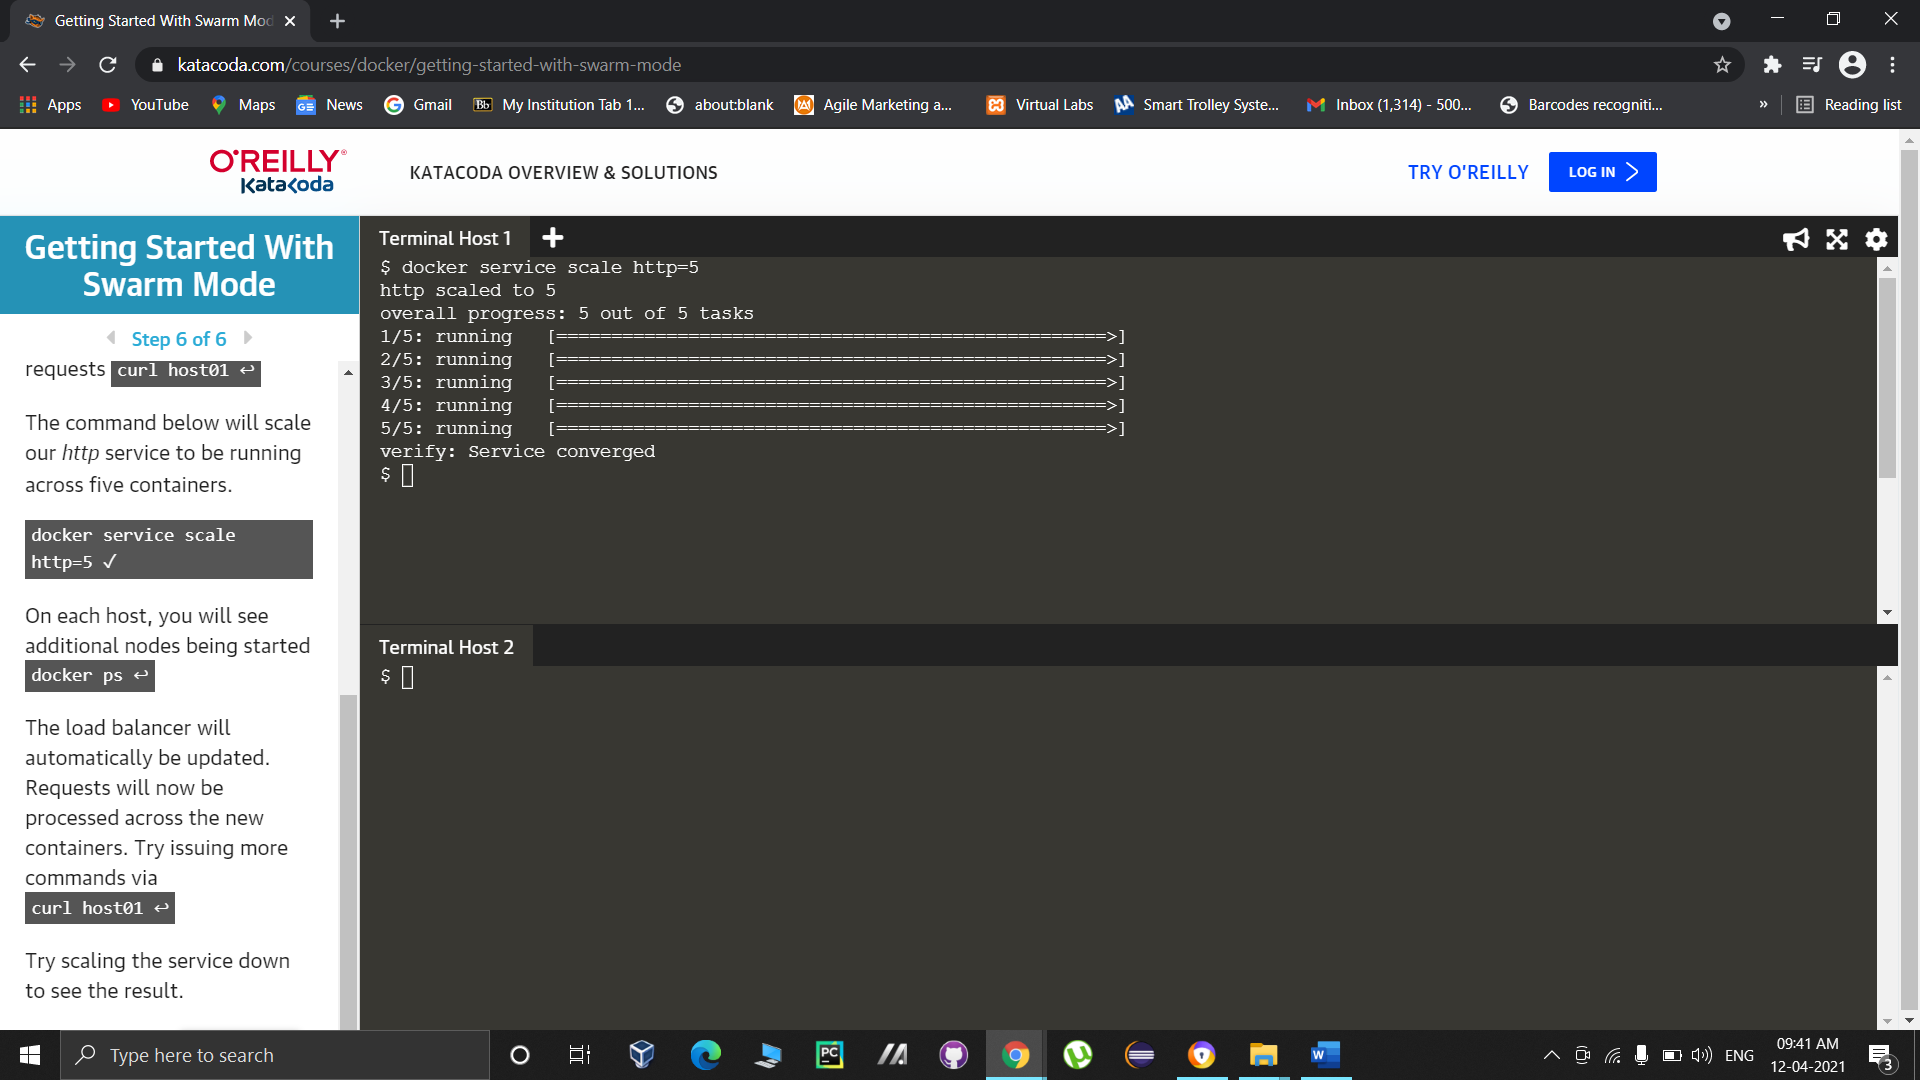 Getting Started With Swarm Mod
katacoda.com/courses/docker/getting-started-with-swarm-mode
Apps YouTube Maps News Gmail My Institution Tab 1... about:blank Agile Marketing a... Virtual Labs Smart Trolley Syste... Inbox (1,314) - 500... Barcodes recogniti... » Reading list
O'REILLY®
Katacoda
KATACODA OVERVIEW & SOLUTIONS
TRY O'REILLY
LOG IN
Getting Started With
Swarm Mode
Step 6 of 6
requests curl host01 ↩
The command below will scale
our http service to be running
across five containers.
docker service scale
http=5 ✓
On each host, you will see
additional nodes being started
docker ps ↩
The load balancer will
automatically be updated.
Requests will now be
processed across the new
containers. Try issuing more
commands via
curl host01 ↩
Try scaling the service down
to see the result.
Terminal Host 1
$ docker service scale http=5
http scaled to 5
overall progress: 5 out of 5 tasks
1/5: running   [==================================================>]
2/5: running   [==================================================>]
3/5: running   [==================================================>]
4/5: running   [==================================================>]
5/5: running   [==================================================>]
verify: Service converged
$
Terminal Host 2
$
Type here to search
PC
W
ENG
09:41 AM
12-04-2021
3